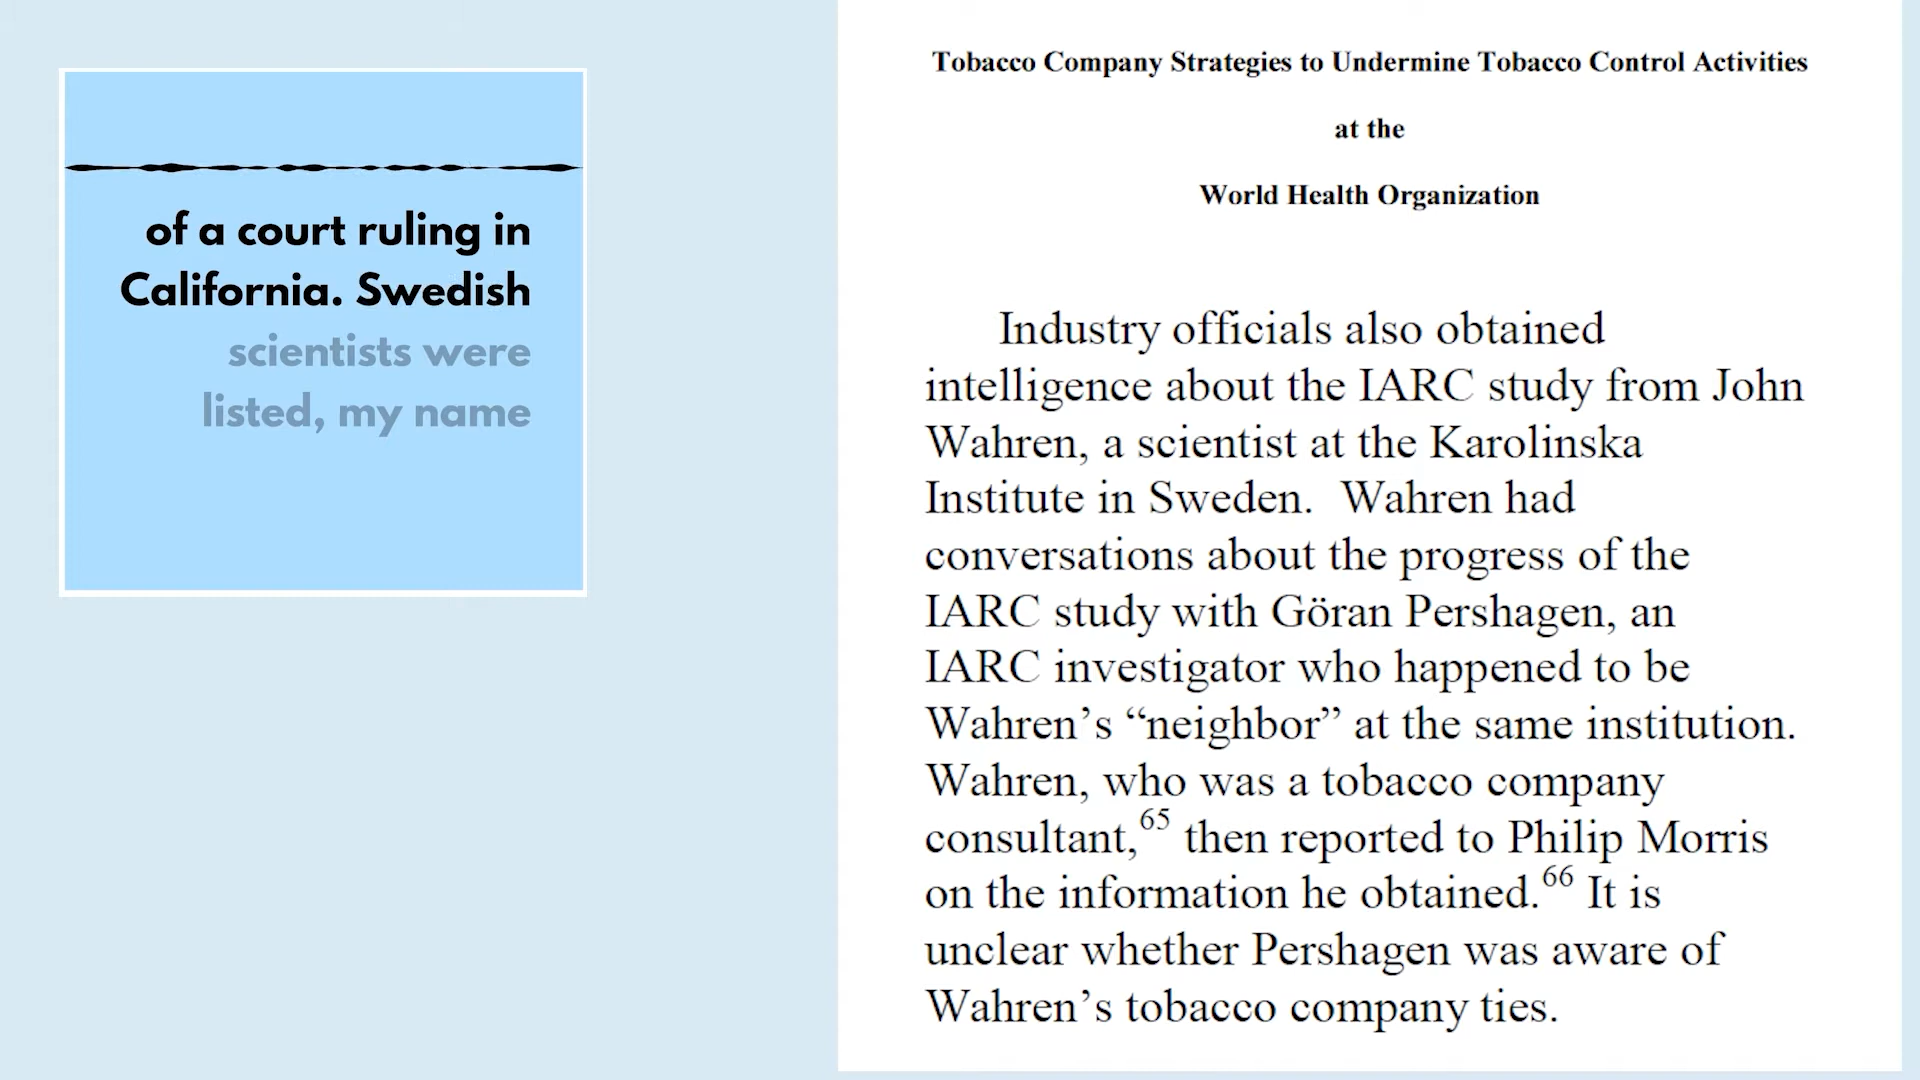 of a court ruling in
California. Swedish
scientists were
listed, my name
Tobacco Company Strategies to Undermine Tobacco Control Activities
at the
World Health Organization
Industry officials also obtained
intelligence about the IARC study from John
Wahren, a scientist at the Karolinska
Institute in Sweden.  Wahren had
conversations about the progress of the
IARC study with Göran Pershagen, an
IARC investigator who happened to be
Wahren’s “neighbor” at the same institution.
Wahren, who was a tobacco company
consultant,65 then reported to Philip Morris
on the information he obtained.66 It is
unclear whether Pershagen was aware of
Wahren’s tobacco company ties.